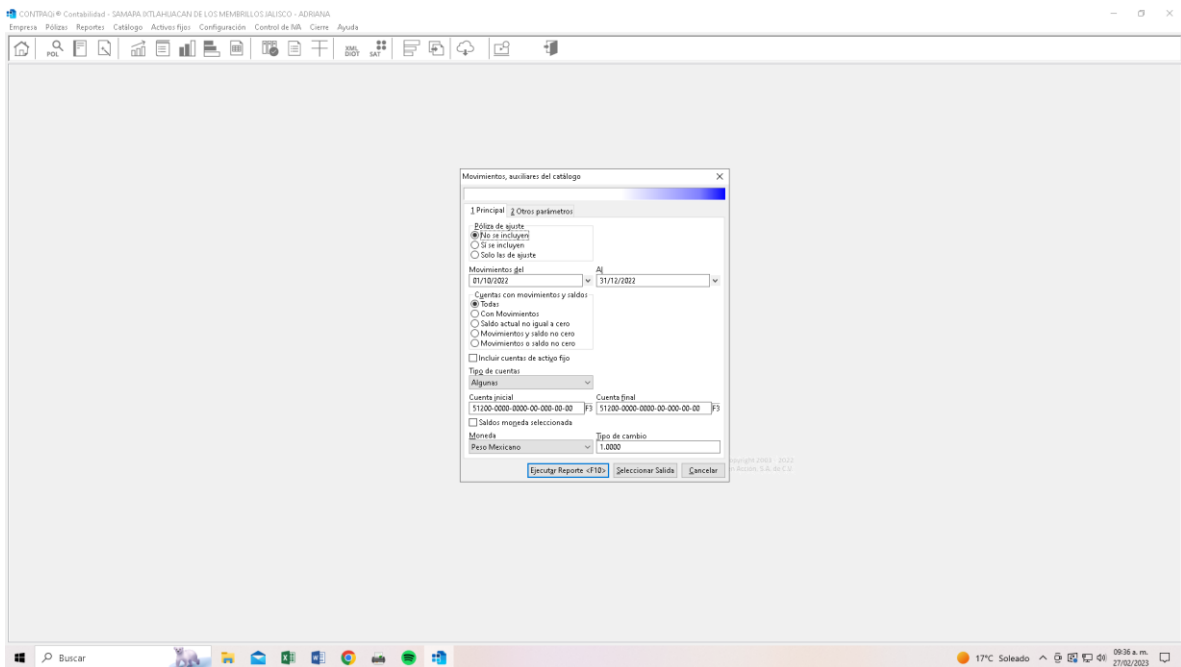 CONTPAQi ® Contabilidad - SAMAPA IXTLAHUACAN DE LOS MEMBRILLOS JALISCO - ADRIANA
Empresa Pólizas Reportes Catálogo Activos fijos Configuración Control de IVA Cierre Ayuda
POL XML DIOT SAT
Movimientos, auxiliares del catálogo
1 Principal 2 Otros parámetros
Póliza de ajuste
No se incluyen
Sí se incluyen
Solo las de ajuste
Movimientos del Al
01/10/2022 31/12/2022
Cuentas con movimientos y saldos
Todas
Con Movimientos
Saldo actual no igual a cero
Movimientos y saldo no cero
Movimientos o saldo no cero
Incluir cuentas de activo fijo
Tipo de cuentas
Algunas
Cuenta inicial Cuenta final
51200-0000-0000-00-000-00-00 F3 51200-0000-0000-00-000-00-00 F3
Saldos moneda seleccionada
Moneda Tipo de cambio
Peso Mexicano 1.0000
Ejecutar Reporte <F10> Seleccionar Salida Cancelar
S.A. de C.V.
Buscar
17°C Soleado 09:36 a. m.
27/02/2023